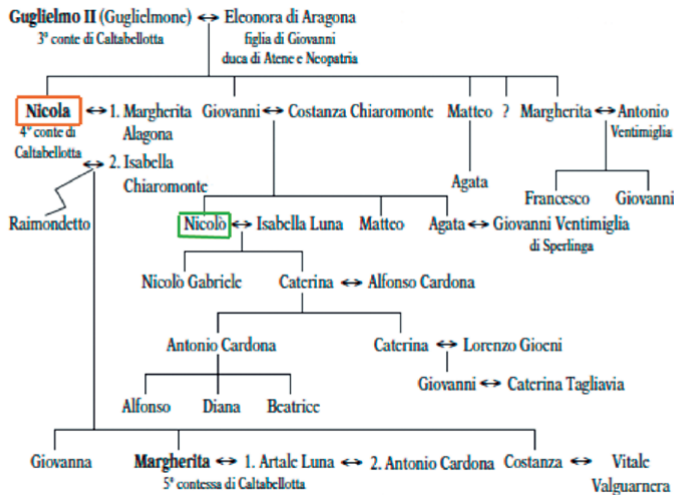 Guglielmo II (Guglielmone) ↔ Eleonora di Aragona
3° conte di Caltabellotta figlia di Giovanni
duca di Atene e Neopatria
Nicola ↔ 1. Margherita Giovanni ↔ Costanza Chiaromonte Matteo ? Margherita ↔ Antonio
4° conte di Alagona Ventimiglia
Caltabellotta
↔ 2. Isabella
Chiaromonte Agata
Francesco Giovanni
Raimondetto Nicolò ↔ Isabella Luna Matteo Agata ↔ Giovanni Ventimiglia
di Sperlinga
Nicolò Gabriele Caterina ↔ Alfonso Cardona
Antonio Cardona Caterina ↔ Lorenzo Gioeni
Giovanni ↔ Caterina Tagliavia
Alfonso Diana Beatrice
Giovanna Margherita ↔ 1. Artale Luna ↔ 2. Antonio Cardona Costanza ↔ Vitale
5ª contessa di Caltabellotta Valguarnera